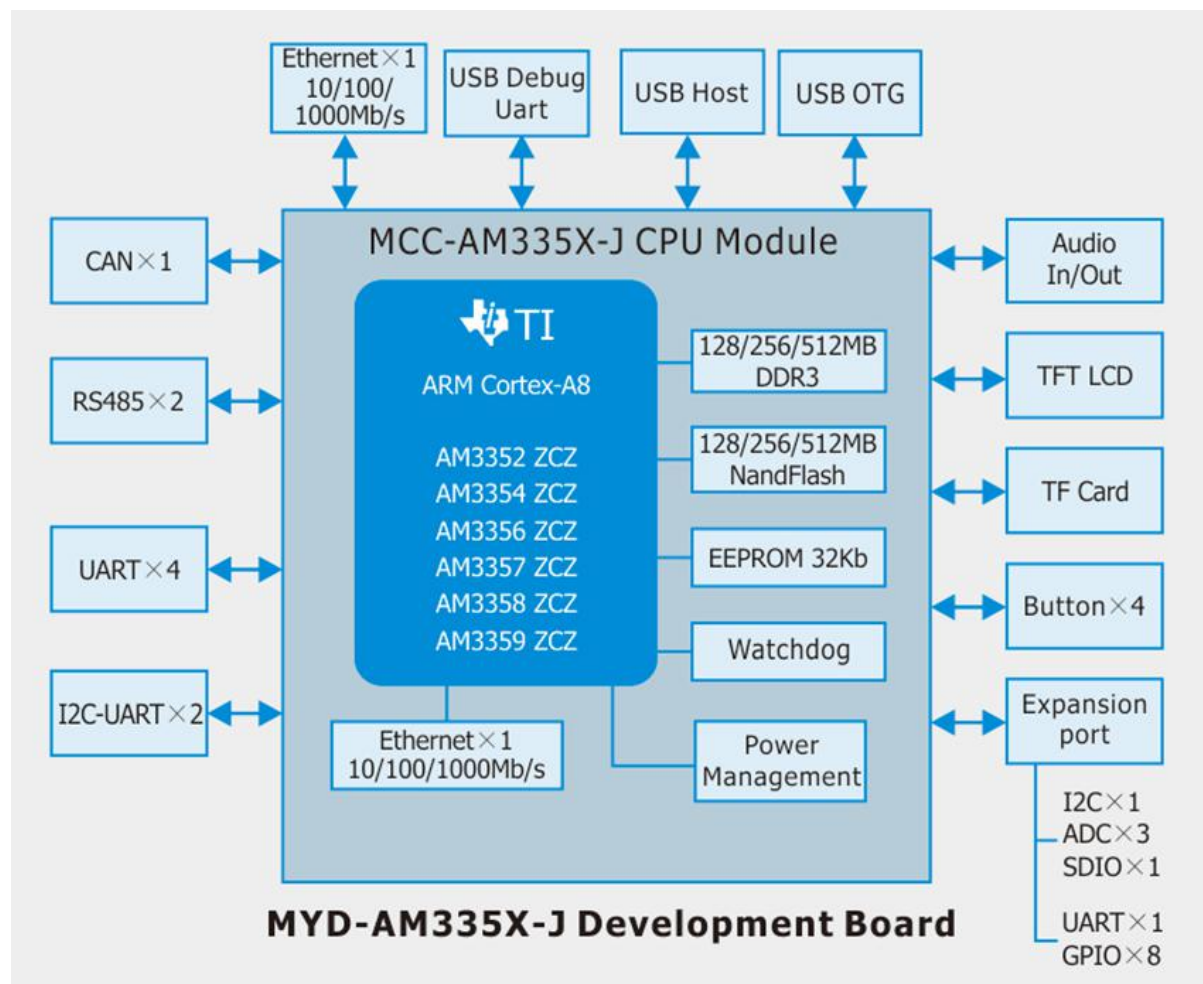 Ethernet×1
10/100/
1000Mb/s
USB Debug
Uart
USB Host
USB OTG
CAN×1
RS485×2
UART×4
I2C-UART×2
MCC-AM335X-J CPU Module
TI
ARM Cortex-A8
AM3352 ZCZ
AM3354 ZCZ
AM3356 ZCZ
AM3357 ZCZ
AM3358 ZCZ
AM3359 ZCZ
128/256/512MB
DDR3
128/256/512MB
NandFlash
EEPROM 32Kb
Watchdog
Ethernet×1
10/100/1000Mb/s
Power
Management
Audio
In/Out
TFT LCD
TF Card
Button×4
Expansion
port
I2C×1
ADC×3
SDIO×1
UART×1
GPIO×8
MYD-AM335X-J Development Board